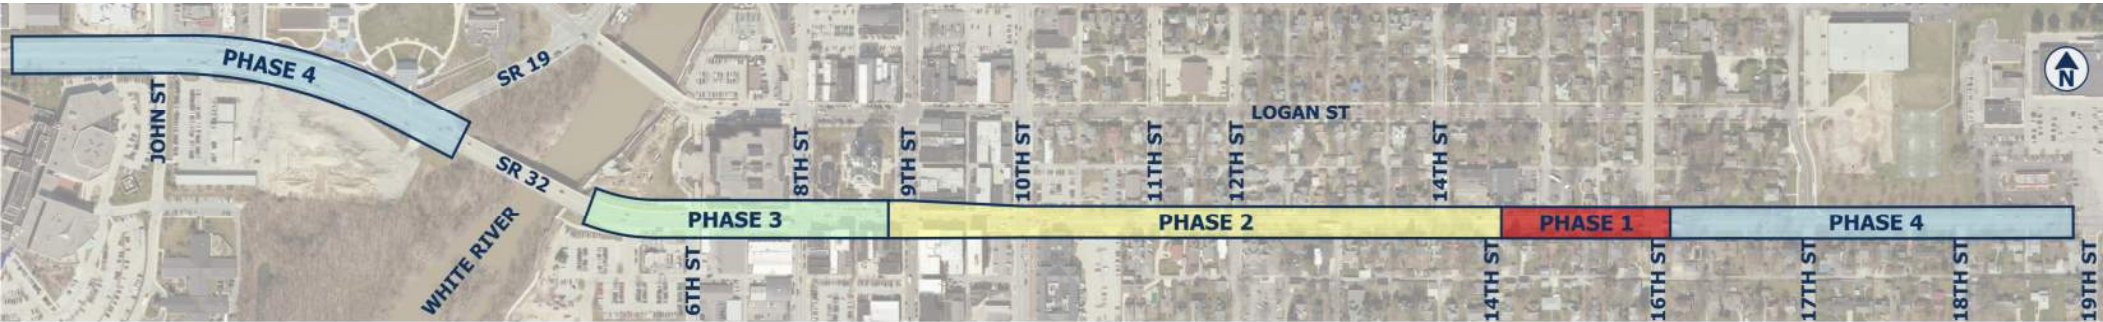 PHASE 4
JOHN ST
SR 19
SR 32
WHITE RIVER
PHASE 3
6TH ST
8TH ST
9TH ST
10TH ST
11TH ST
12TH ST
LOGAN ST
14TH ST
PHASE 2
14TH ST
PHASE 1
16TH ST
PHASE 4
17TH ST
18TH ST
19TH ST
N